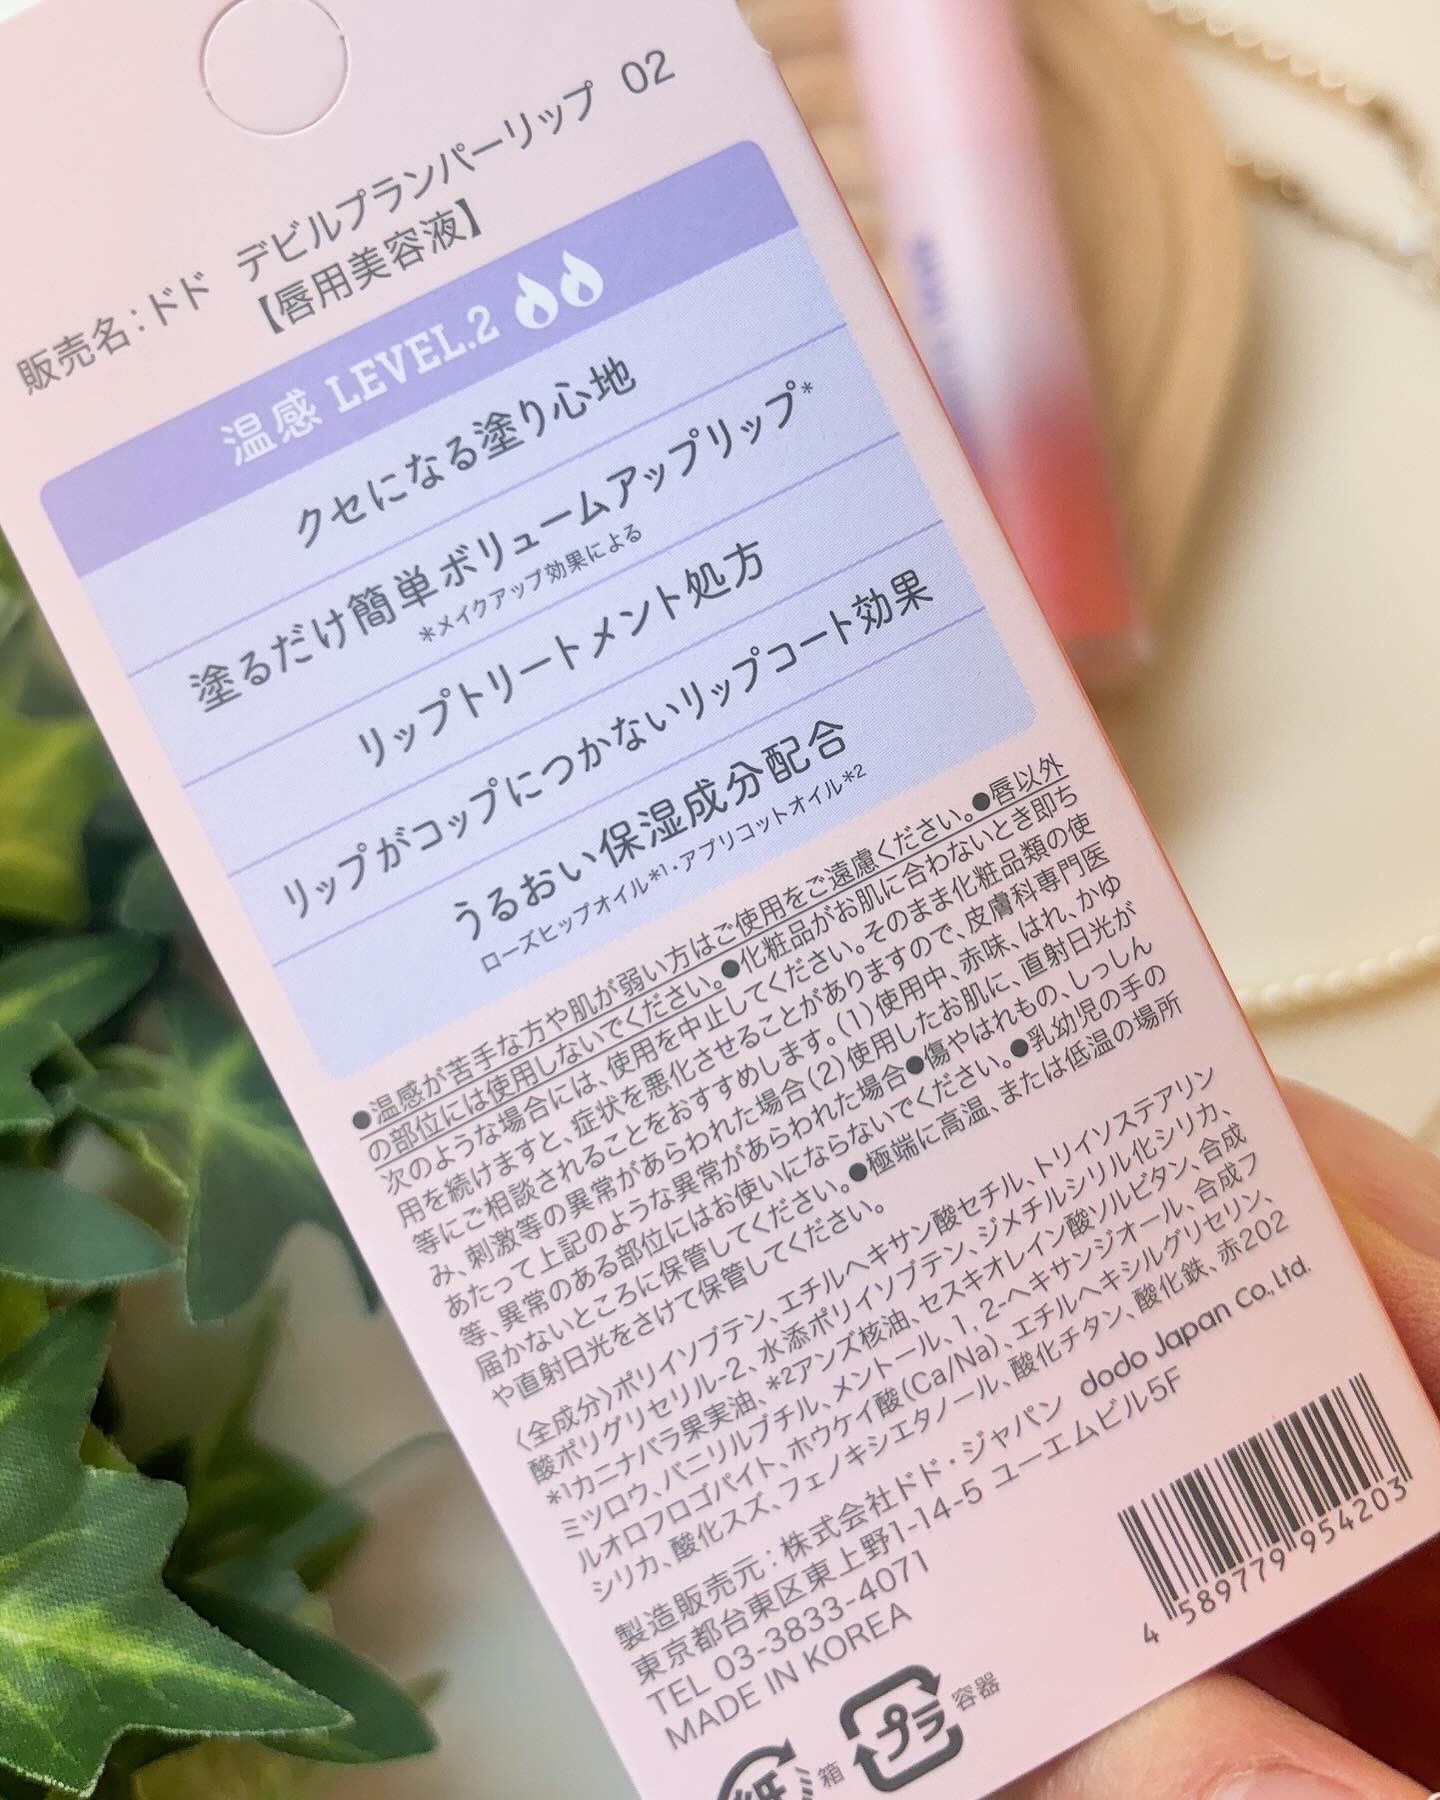 販売名：ドド デビルプランパーリップ 02
【唇用美容液】
温感 LEVEL.2
クセになる塗り心地
塗るだけ簡単ボリュームアップリップ*
*メイクアップ効果による
リップトリートメント処方
リップがコップにつかないリップコート効果
うるおい保湿成分配合
ローズヒップオイル*1・アプリコットオイル*2
●温感が苦手な方や肌が弱い方はご使用をご遠慮ください。●唇以外
の部位には使用しないでください。●化粧品がお肌に合わないとき即ち
次のような場合には、使用を中止してください。そのまま化粧品類の使
用を続けますと、症状を悪化させることがありますので、皮膚科専門医
等にご相談されることをおすすめします。(1)使用中、赤味、はれ、かゆ
み、刺激等の異常があらわれた場合(2)使用したお肌に、直射日光が
あたって上記のような異常があらわれた場合●傷やはれもの、しっしん
等、異常のある部位にはお使いにならないでください。●乳幼児の手の
届かないところに保管してください。●極端に高温、または低温の場所
や直射日光をさけて保管してください。
〈全成分〉ポリイソブテン、エチルヘキサン酸セチル、トリイソステアリン
酸ポリグリセリル-2、水添ポリイソブテン、ジメチルシリル化シリカ、
*1カニナバラ果実油、*2アンズ核油、セスキオレイン酸ソルビタン、合成
ミツロウ、バニリルブチル、メントール、1,2-ヘキサンジオール、合成フ
ルオロフロゴパイト、ホウケイ酸(Ca/Na)、エチルヘキシルグリセリン、
シリカ、酸化スズ、フェノキシエタノール、酸化チタン、酸化鉄、赤202
製造販売元：株式会社ドド・ジャパン dodo Japan Co.,Ltd.
東京都台東区東上野1-14-5 ユーエムビル5F
TEL 03-3833-4071
MADE IN KOREA
4 589779 954203
紙 箱 プラ 容器